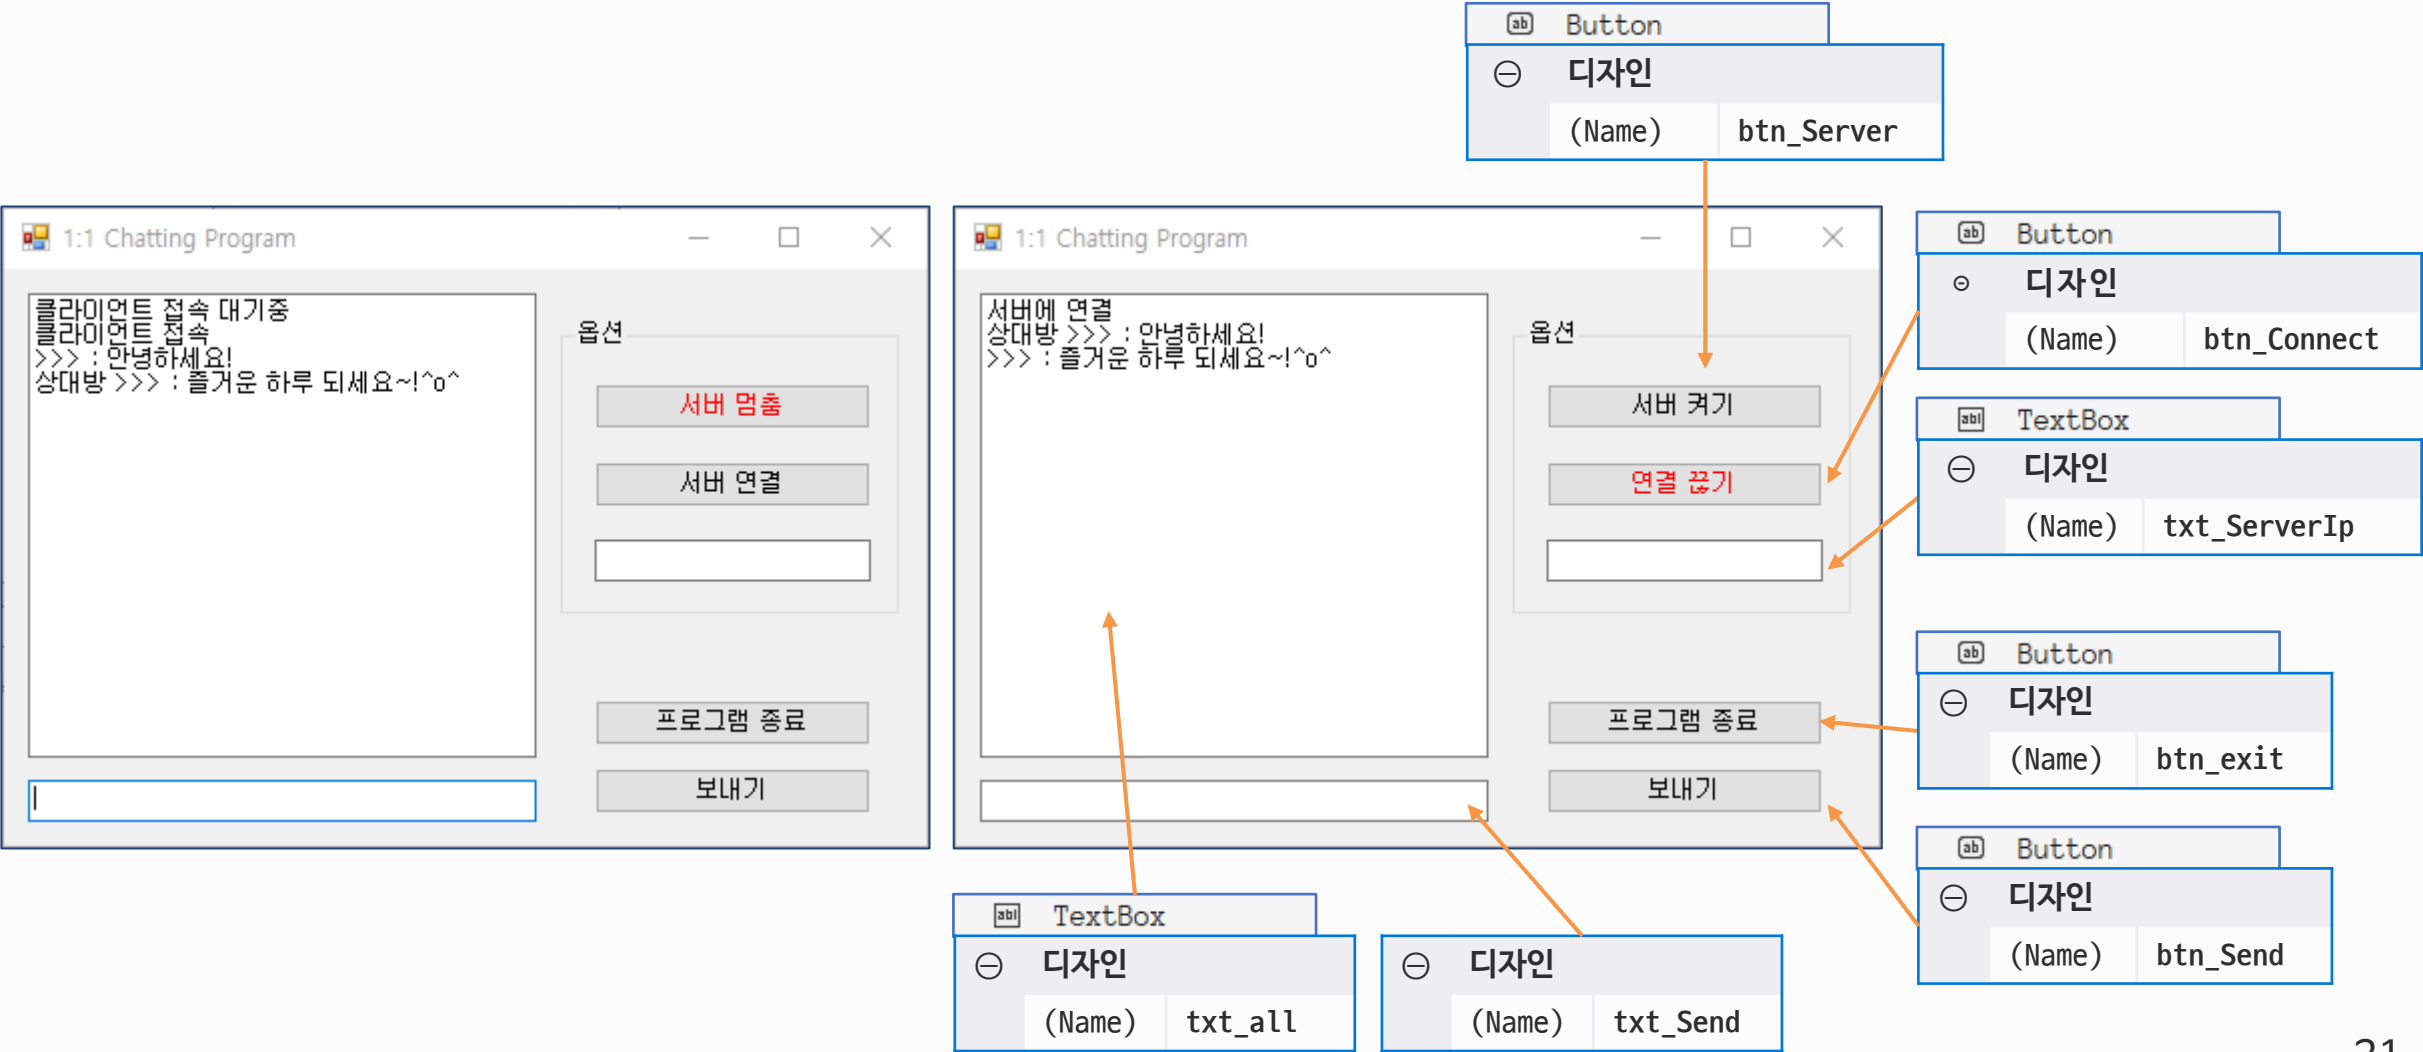 Button
디자인
(Name) btn_Server
1:1 Chatting Program
클라이언트 접속 대기중
클라이언트 접속
>>> : 안녕하세요!
상대방 >>> : 즐거운 하루 되세요~!^o^
옵션
서버 멈춤
서버 연결
프로그램 종료
보내기
1:1 Chatting Program
서버에 연결
상대방 >>> : 안녕하세요!
>>> : 즐거운 하루 되세요~!^o^
옵션
서버 켜기
연결 끊기
프로그램 종료
보내기
Button
디자인
(Name) btn_Connect
TextBox
디자인
(Name) txt_ServerIp
Button
디자인
(Name) btn_exit
Button
디자인
(Name) btn_Send
TextBox
디자인
(Name) txt_all
디자인
(Name) txt_Send